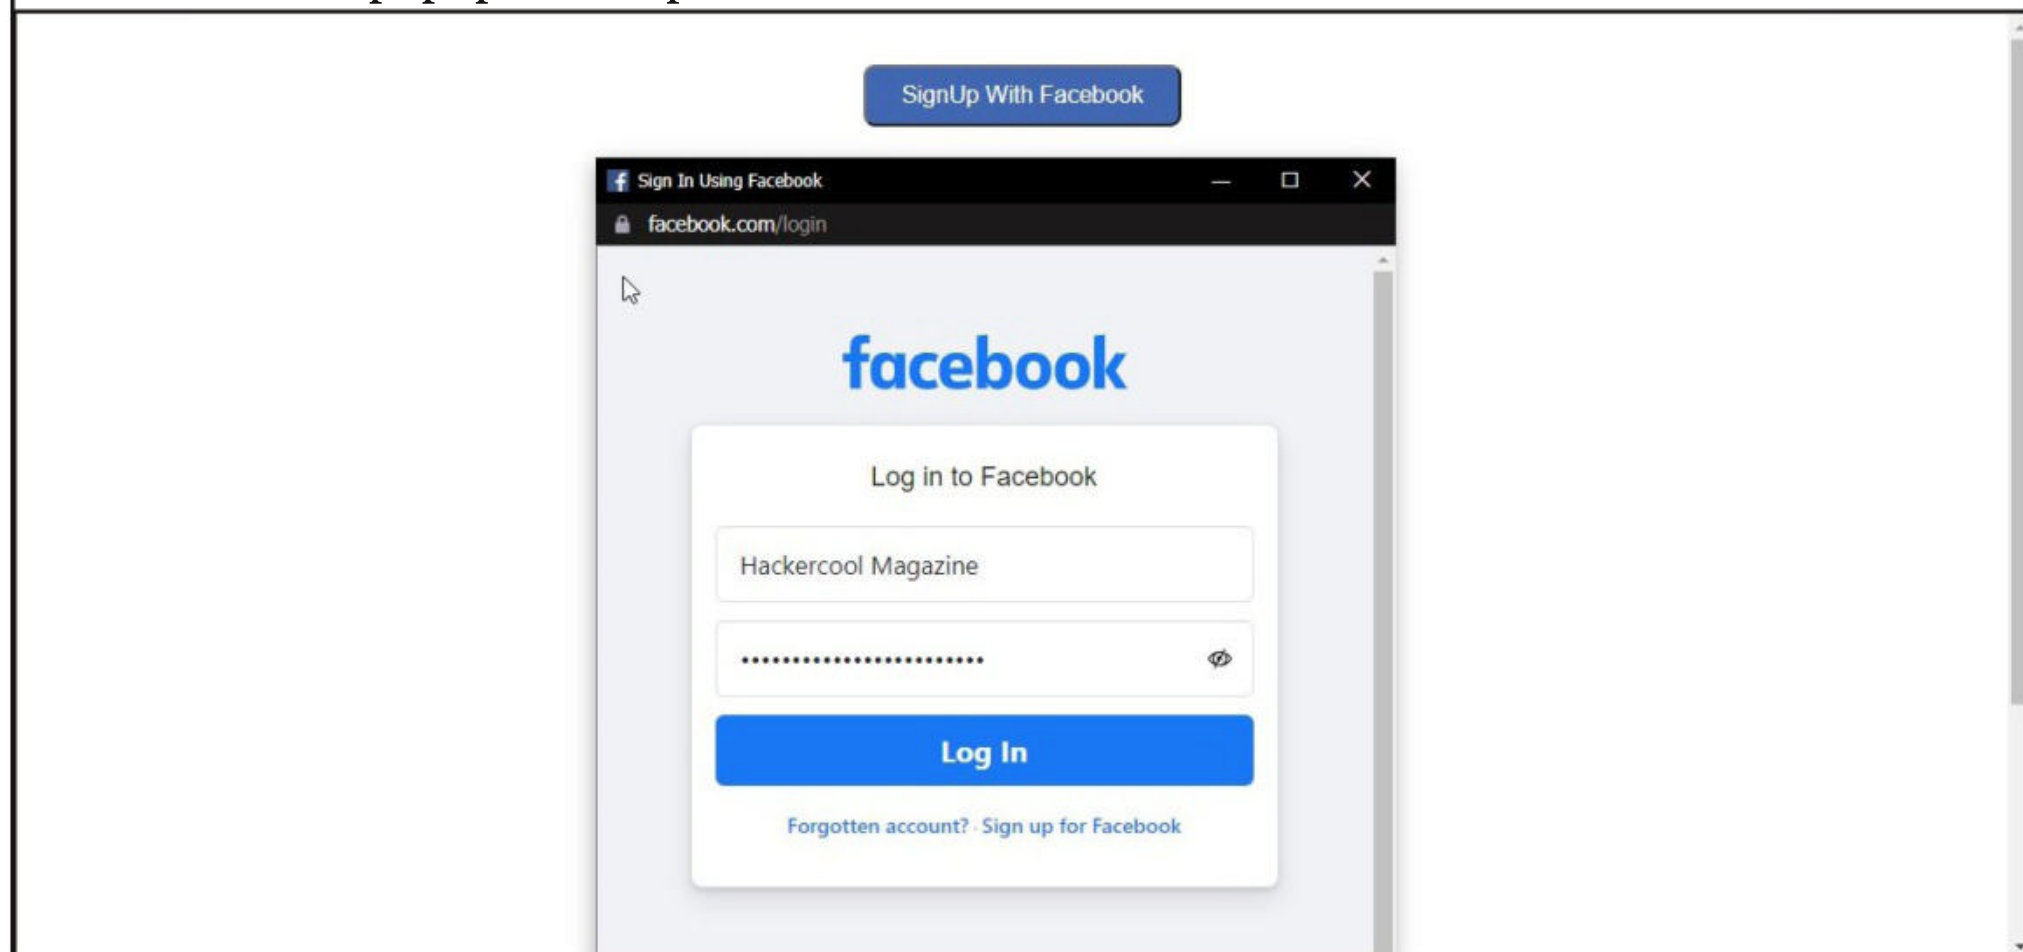 SignUp With Facebook
Sign In Using Facebook
facebook.com/login
facebook
Log in to Facebook
Hackercool Magazine
••••••••••••••••••••••••
Log In
Forgotten account? · Sign up for Facebook